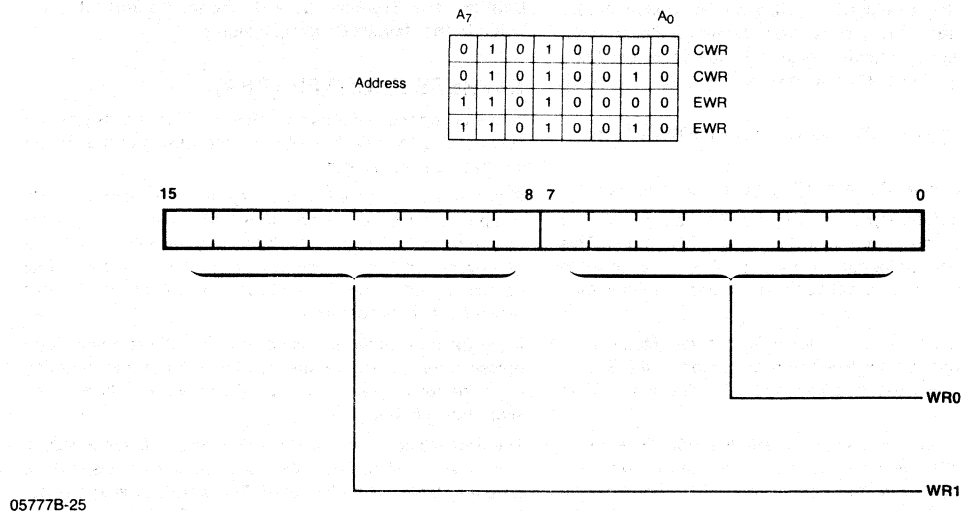 A7 A0
Address
0 1 0 1 0 0 0 0 CWR
0 1 0 1 0 0 1 0 CWR
1 1 0 1 0 0 0 0 EWR
1 1 0 1 0 0 1 0 EWR
15 8 7 0
WR0
WR1
05777B-25